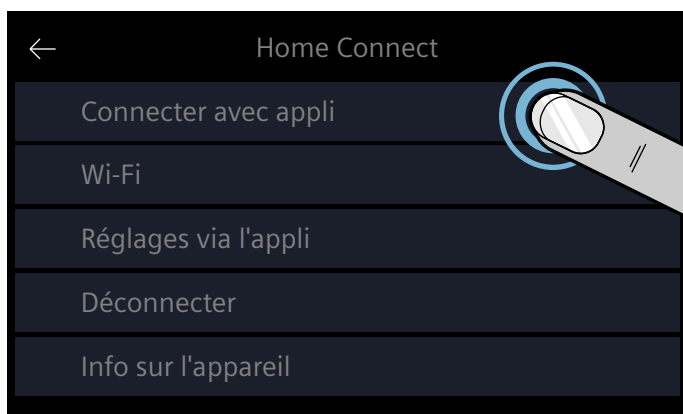 Home Connect
Connecter avec appli
Wi-Fi
Réglages via l'appli
Déconnecter
Info sur l'appareil